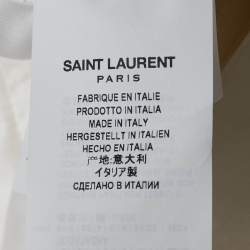 SAINT LAURENT
PARIS
FABRIQUE EN ITALIE
PRODOTTO IN ITALIA
MADE IN ITALY
HERGESTELLT IN ITALIEN
HECHO EN ITALIA
地:意大利
イタリア製
СДЕЛАНО В ИТАЛИИ